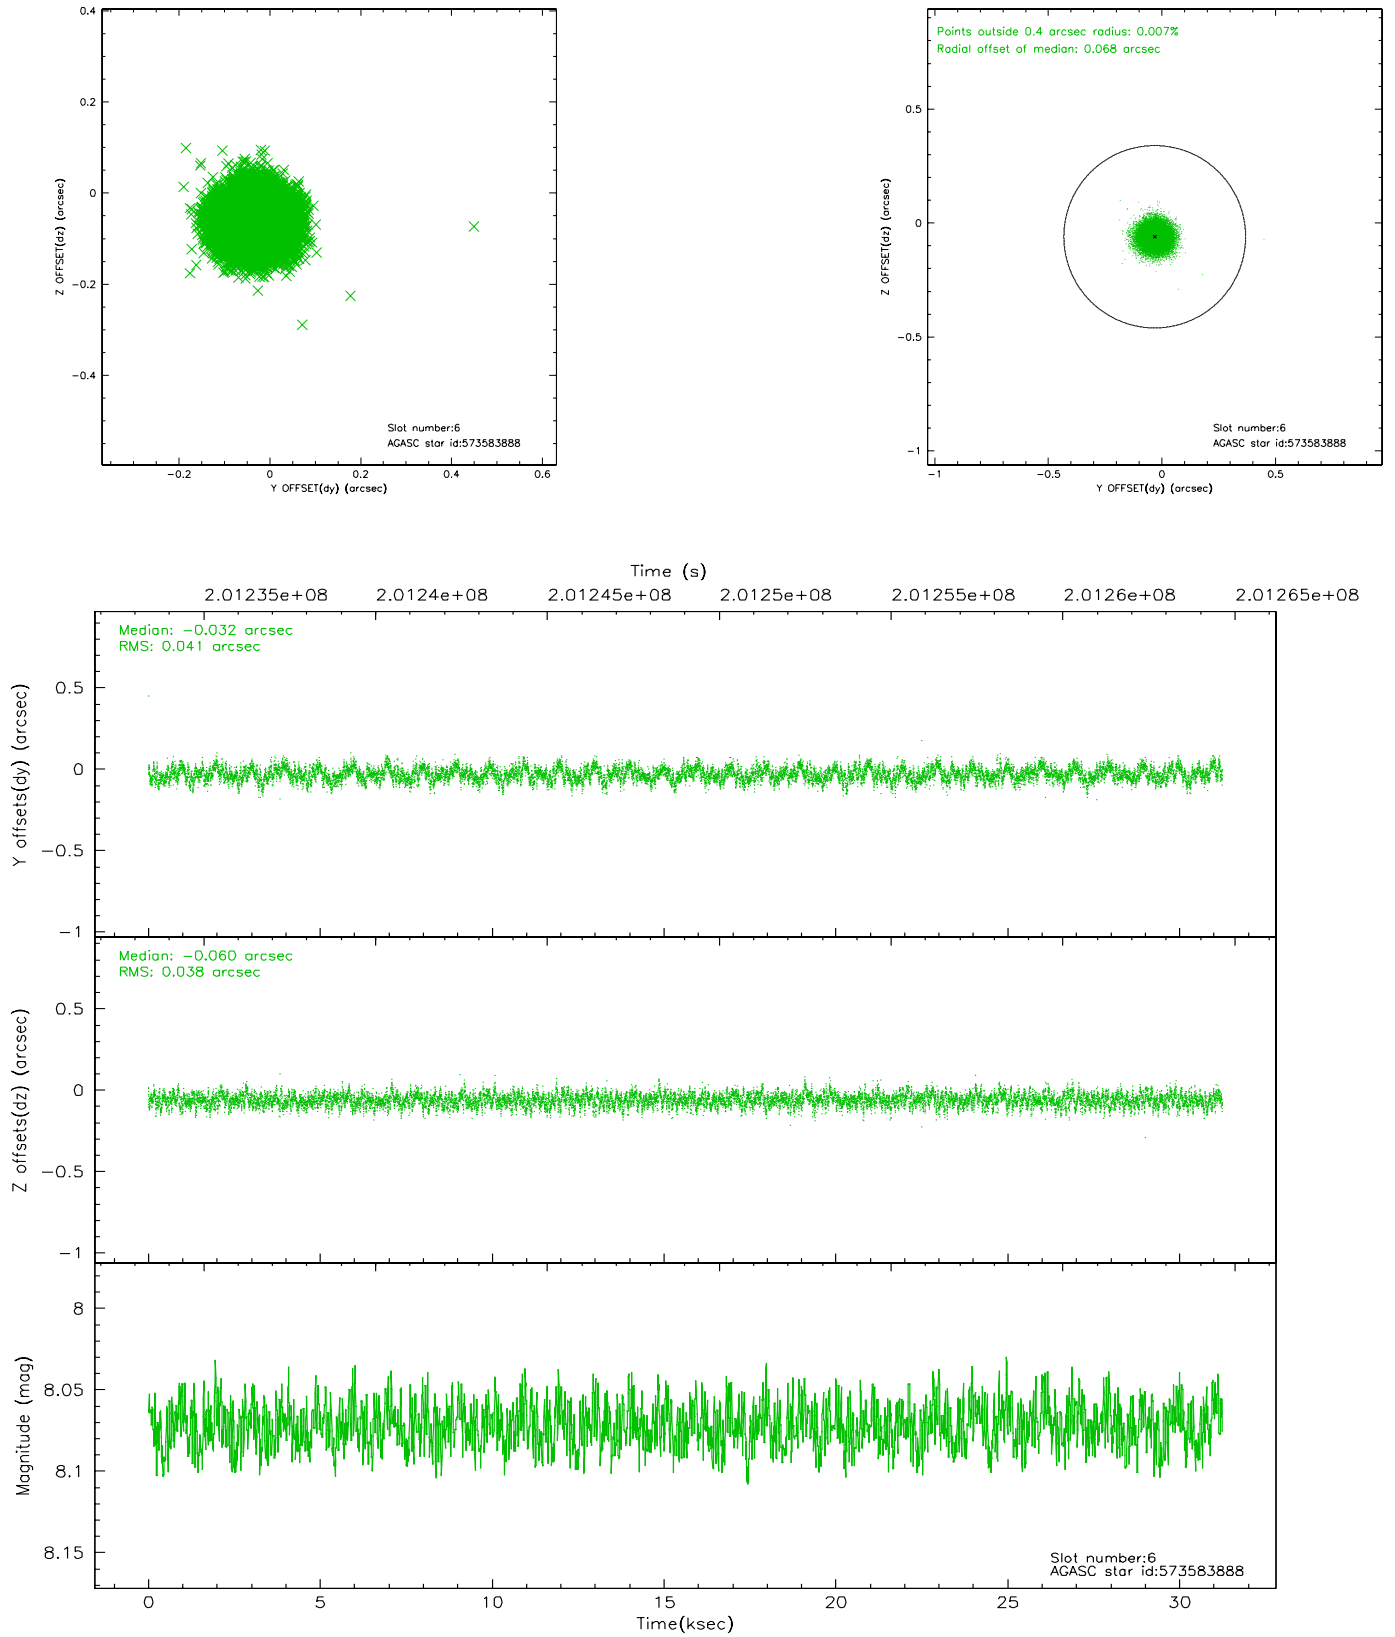 0.4
0.2
0
−0.2
−0.4
Z OFFSET(dz) (arcsec)
Slot number:6
AGASC star id:573583888
−0.2 0 0.2 0.4 0.6
Y OFFSET(dy) (arcsec)
Points outside 0.4 arcsec radius: 0.007%
Radial offset of median: 0.068 arcsec
0.5
0
−0.5
−1
Z OFFSET(dz) (arcsec)
Slot number:6
AGASC star id:573583888
−1 −0.5 0 0.5
Y OFFSET(dy) (arcsec)
Time (s)
2.01235e+08 2.0124e+08 2.01245e+08 2.0125e+08 2.01255e+08 2.0126e+08 2.01265e+08
Median: −0.032 arcsec
RMS: 0.041 arcsec
0.5
0
−0.5
−1
Y offsets(dy) (arcsec)
Median: −0.060 arcsec
RMS: 0.038 arcsec
0.5
0
−0.5
−1
Z offsets(dz) (arcsec)
8
8.05
8.1
8.15
Magnitude (mag)
Slot number:6
AGASC star id:573583888
0 5 10 15 20 25 30
Time(ksec)